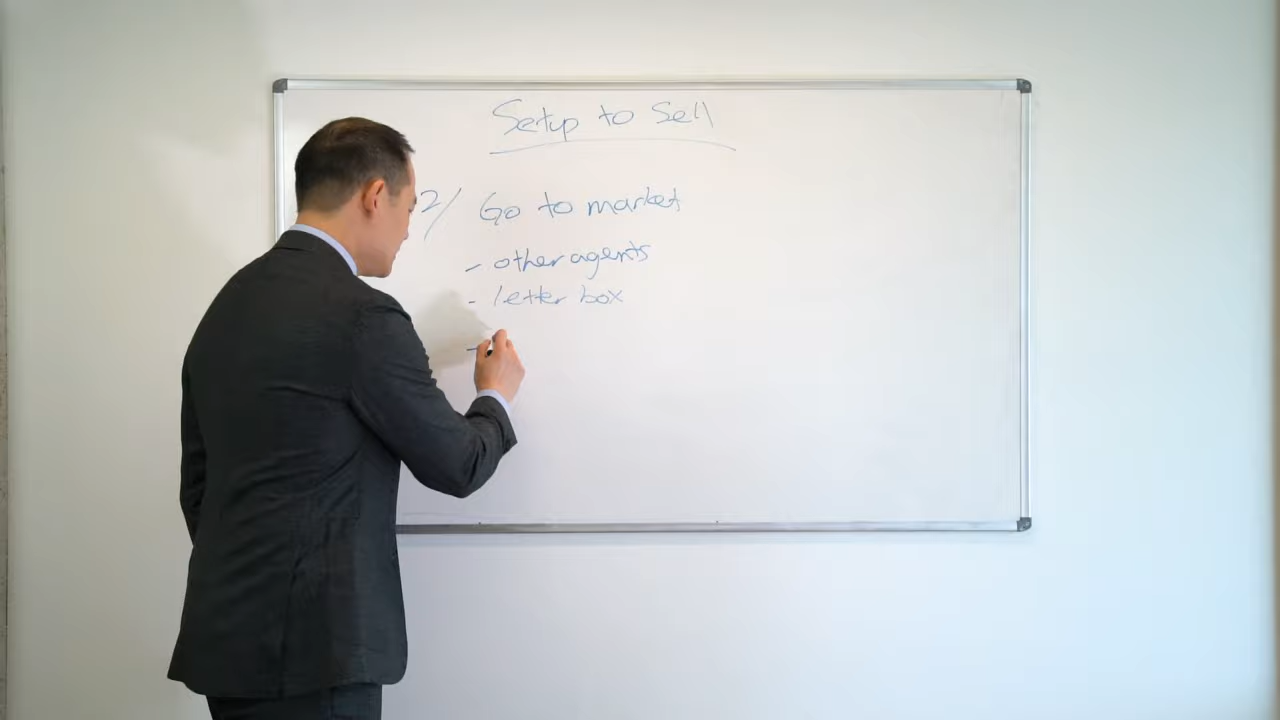 Setup to Sell
2/ Go to market
- other agents
- letter box
-